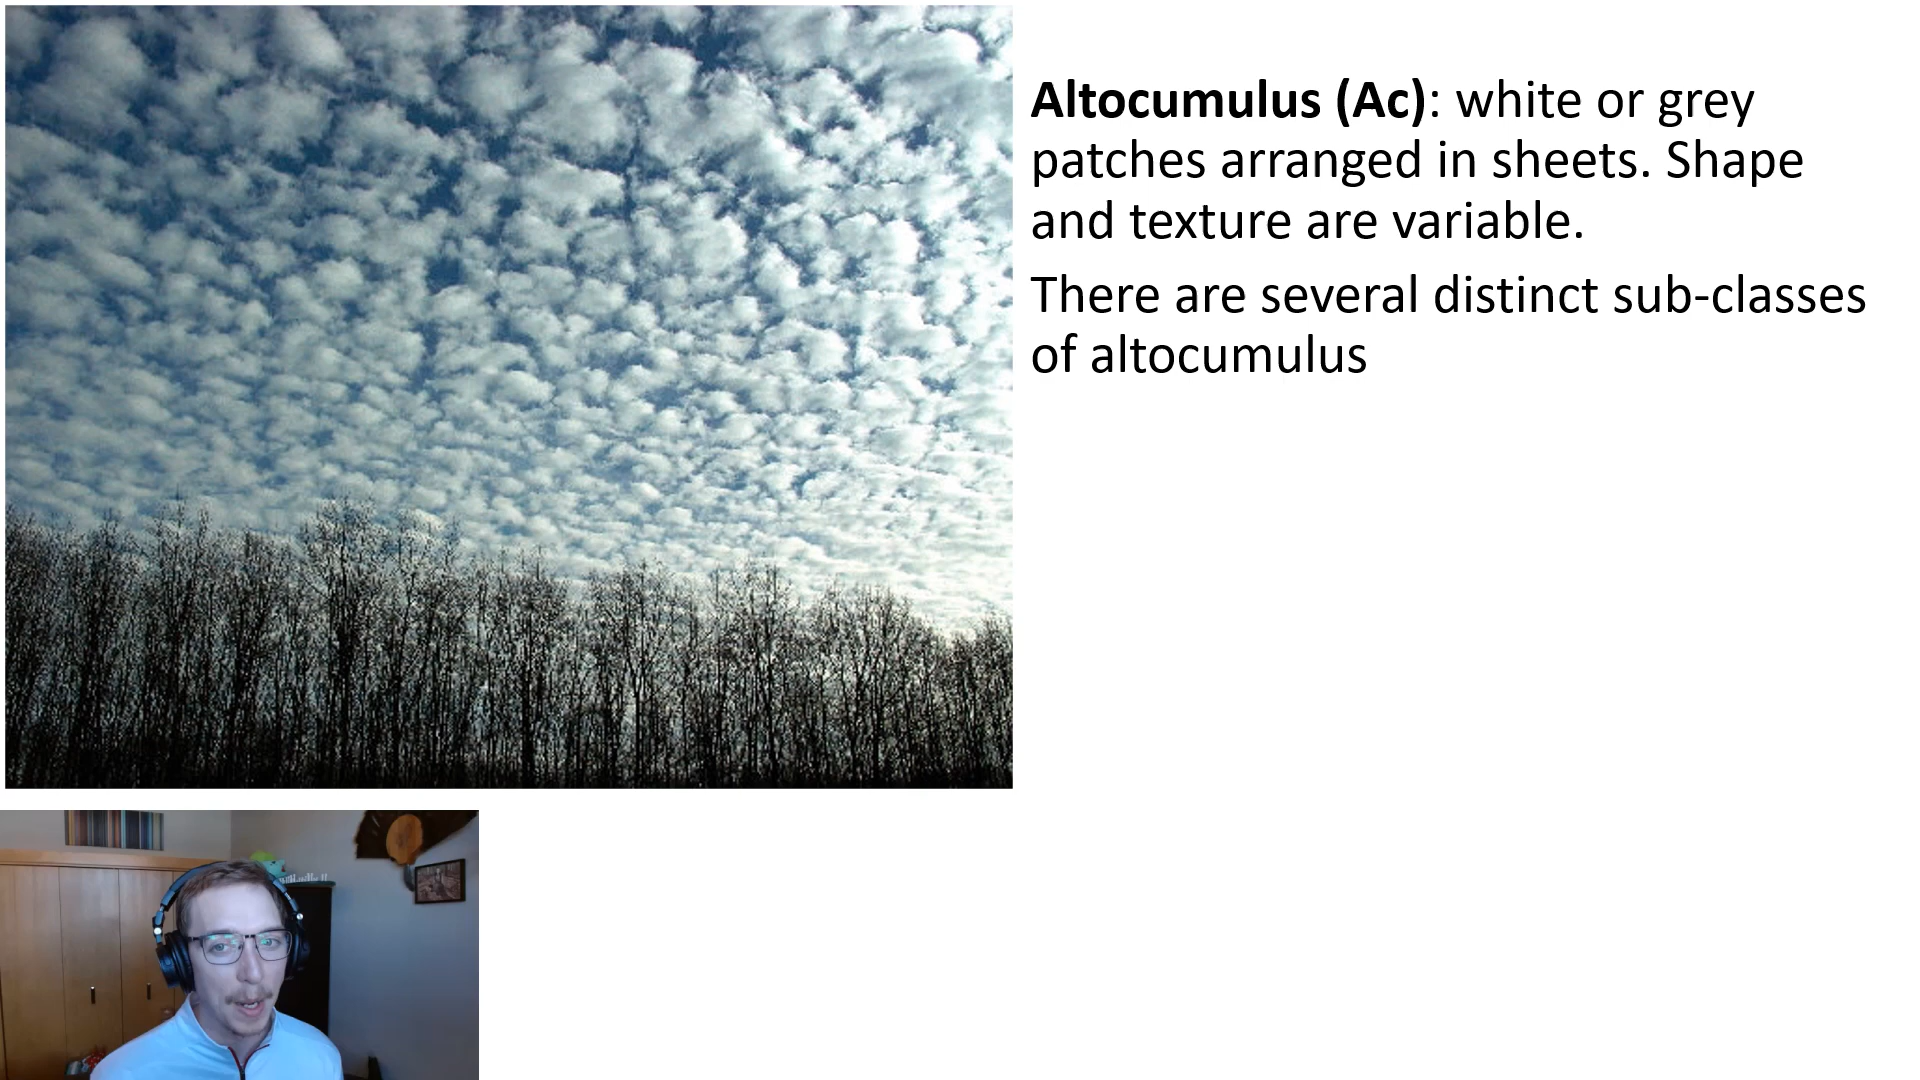 Altocumulus (Ac): white or grey
patches arranged in sheets. Shape
and texture are variable.
There are several distinct sub-classes
of altocumulus